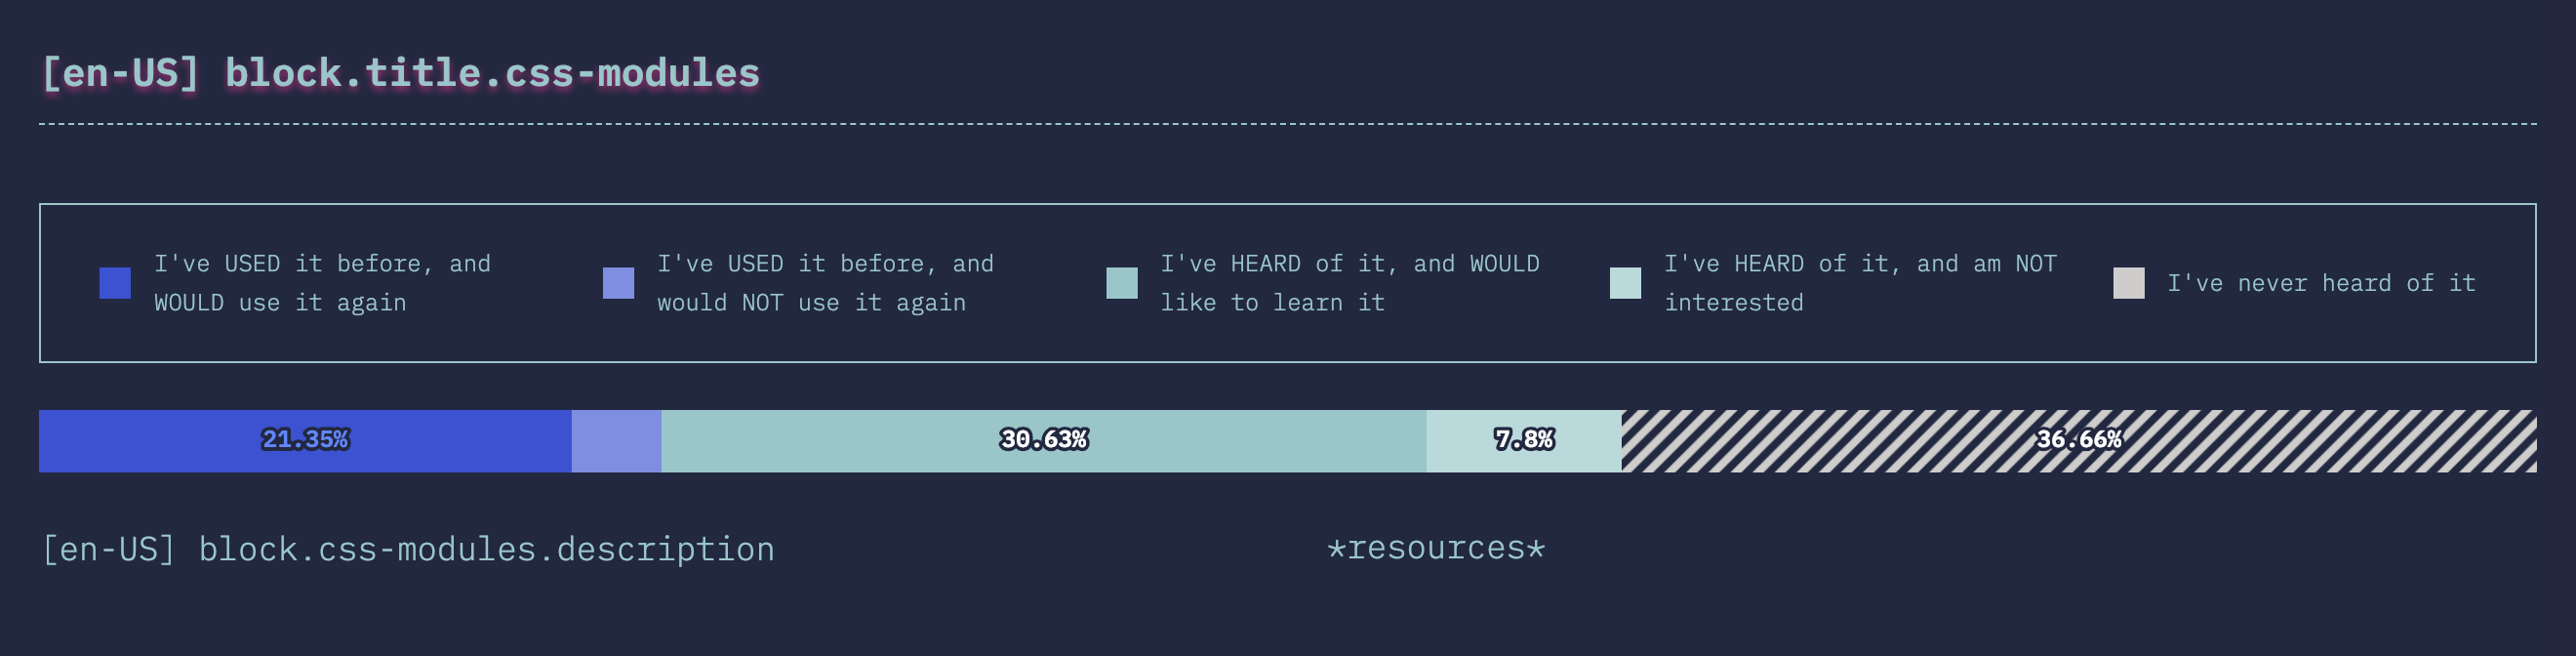 [en-US] block.title.css-modules
I've USED it before, and
WOULD use it again
I've USED it before, and
would NOT use it again
I've HEARD of it, and WOULD
like to learn it
I've HEARD of it, and am NOT
interested
I've never heard of it
21.35%
30.63%
7.8%
36.66%
[en-US] block.css-modules.description
*resources*